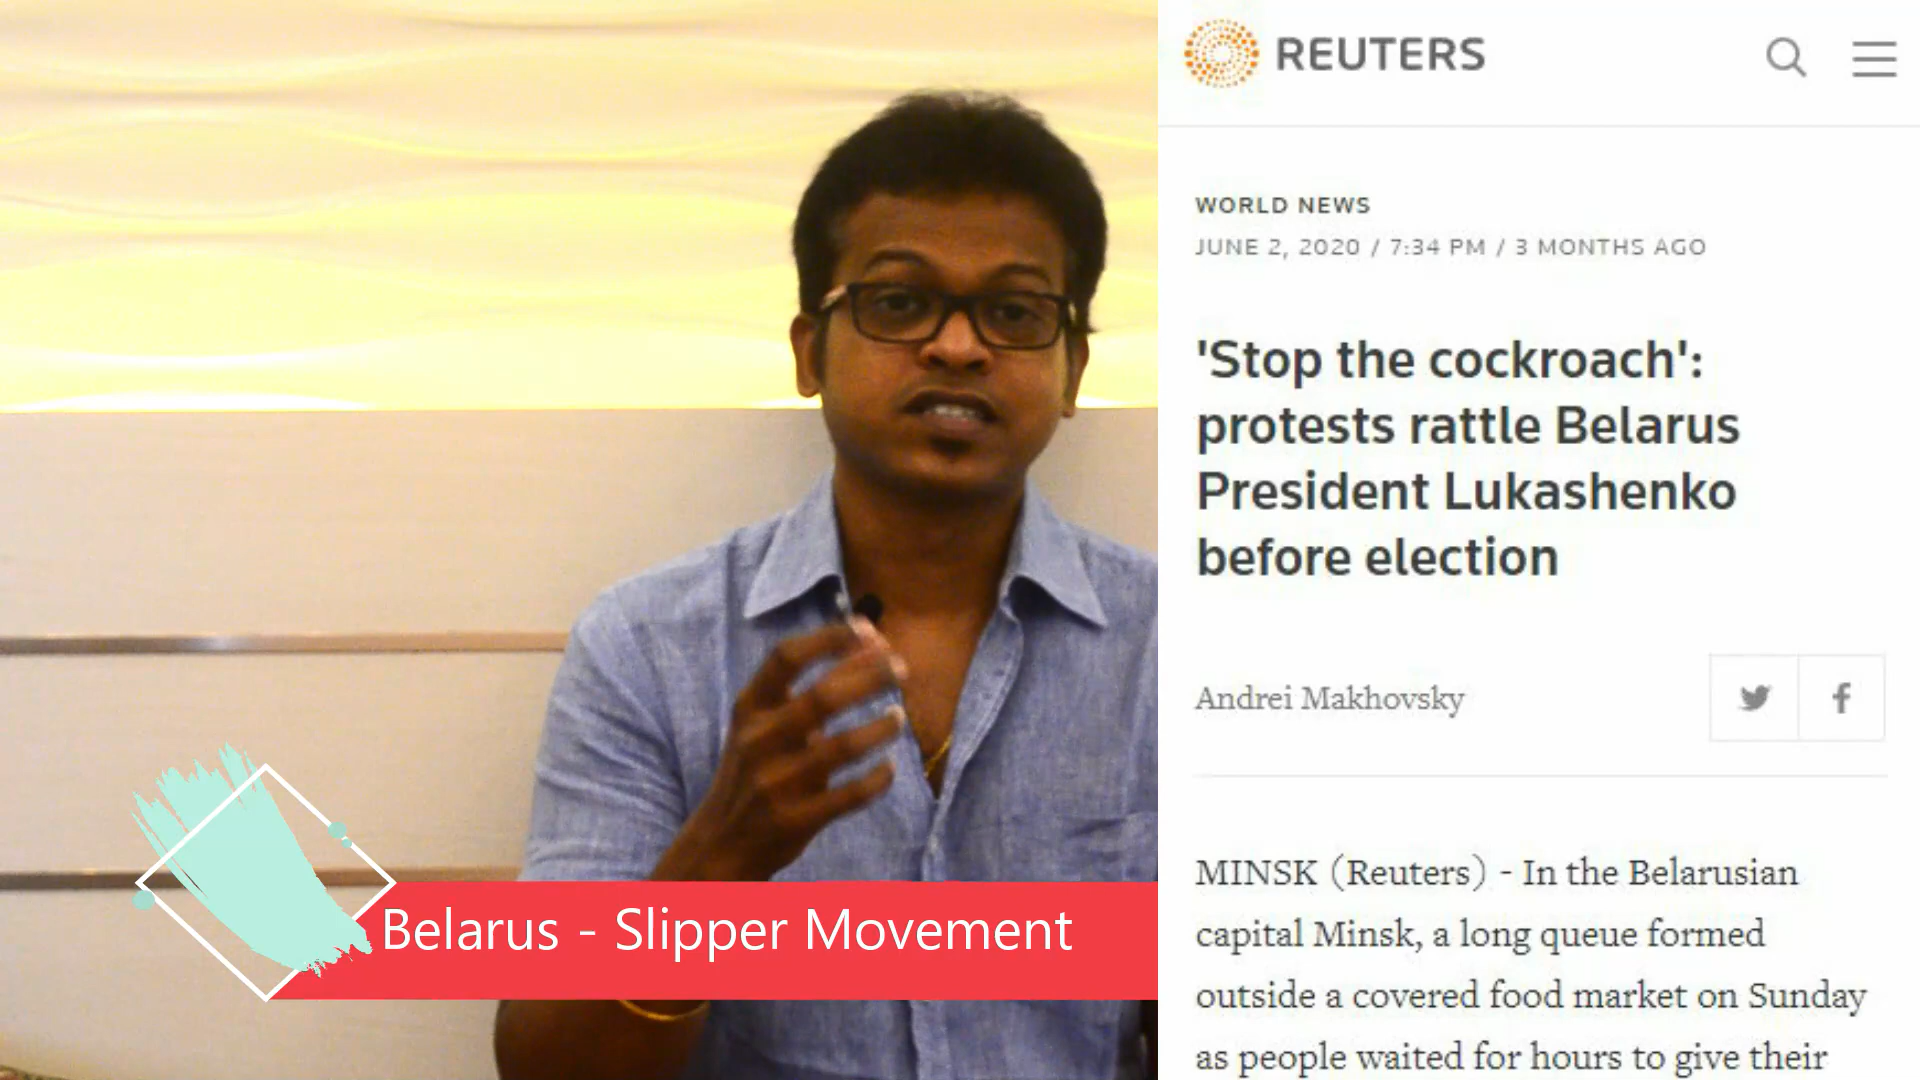 REUTERS
WORLD NEWS
JUNE 2, 2020 / 7:34 PM / 3 MONTHS AGO
'Stop the cockroach':
protests rattle Belarus
President Lukashenko
before election
Andrei Makhovsky
MINSK (Reuters) - In the Belarusian
capital Minsk, a long queue formed
outside a covered food market on Sunday
as people waited for hours to give their
Belarus - Slipper Movement